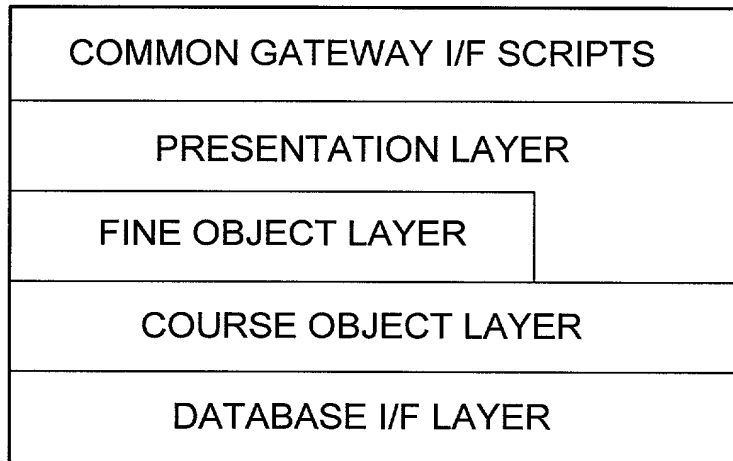 COMMON GATEWAY I/F SCRIPTS
PRESENTATION LAYER
FINE OBJECT LAYER
COURSE OBJECT LAYER
DATABASE I/F LAYER